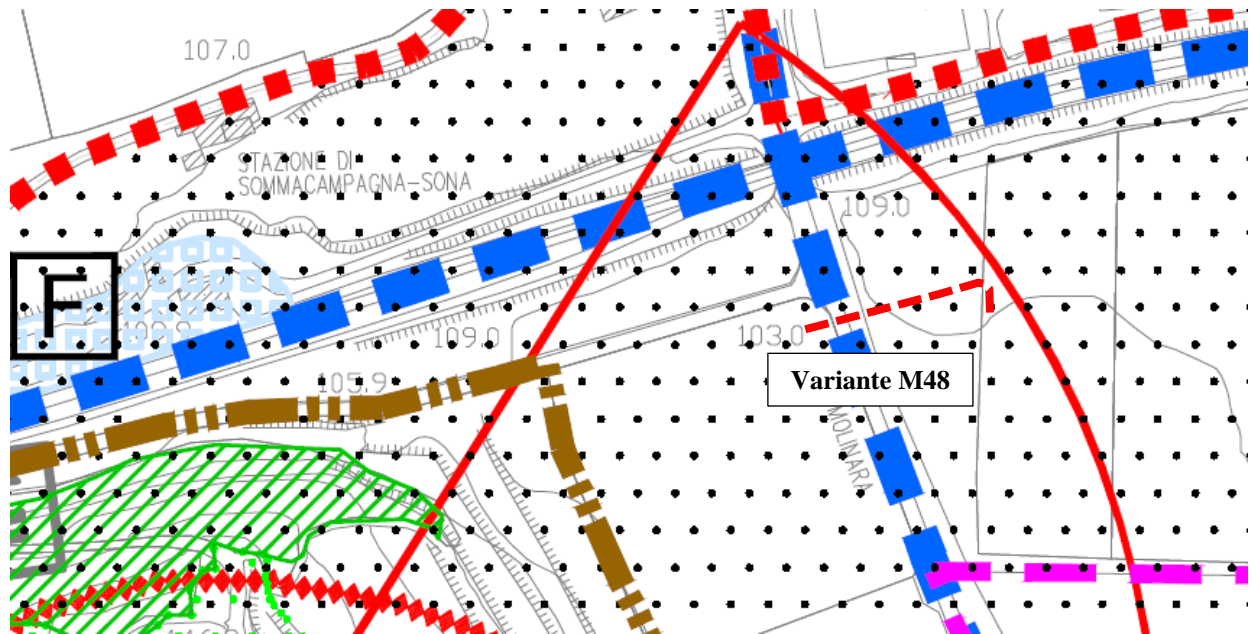 107.0
STAZIONE DI
SOMMACAMPAGNA-SONA
109.0
F
109.0
103.0
105.9
Variante M48
MOLINARA